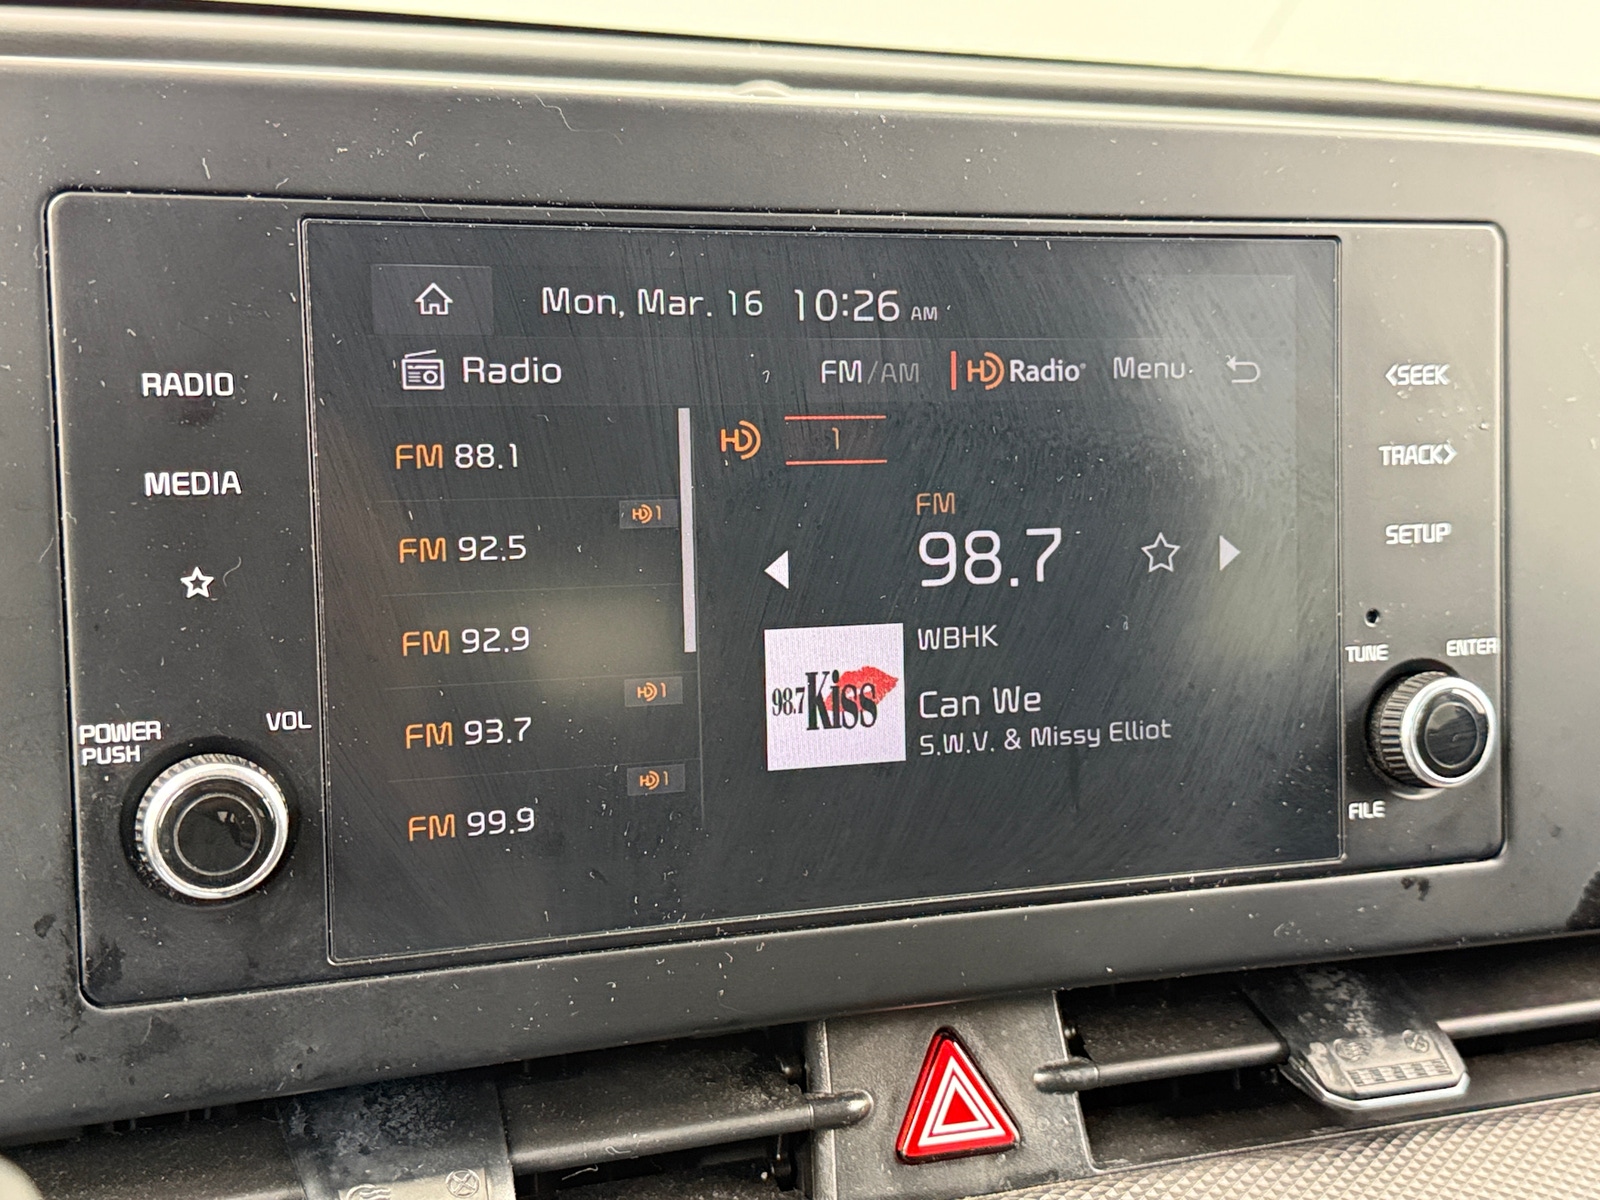 Mon, Mar. 16 10:26 AM
Radio FM/AM HD Radio® Menu
RADIO
MEDIA
POWER
PUSH
VOL
FM 88.1
HD 1
FM 92.5
FM 92.9
HD 1
FM 93.7
HD 1
FM 99.9
HD 1
FM
98.7
WBHK
98.7 Kiss
Can We
S.W.V. & Missy Elliot
<SEEK
TRACK>
SETUP
TUNE
ENTER
FILE